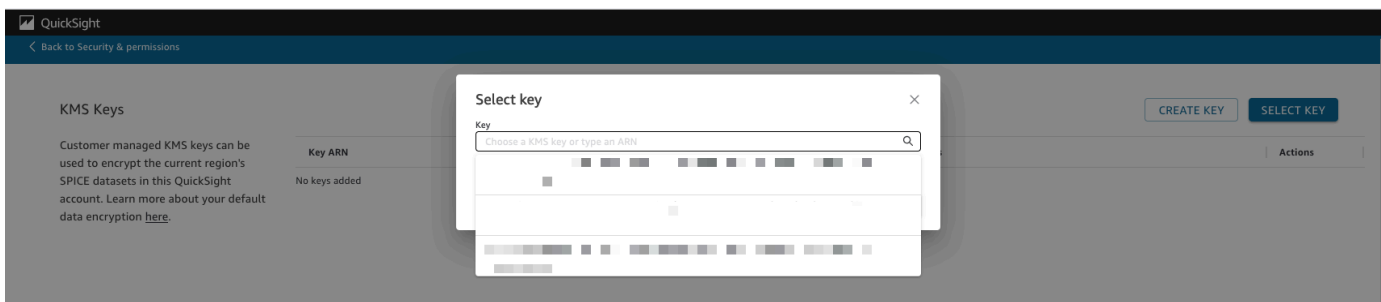 QuickSight
Back to Security & permissions
Select key
KMS Keys
CREATE KEY
SELECT KEY
Key
Choose a KMS key or type an ARN
Customer managed KMS keys can be
used to encrypt the current region's
SPICE datasets in this QuickSight
account. Learn more about your default
data encryption here.
Key ARN
Actions
No keys added